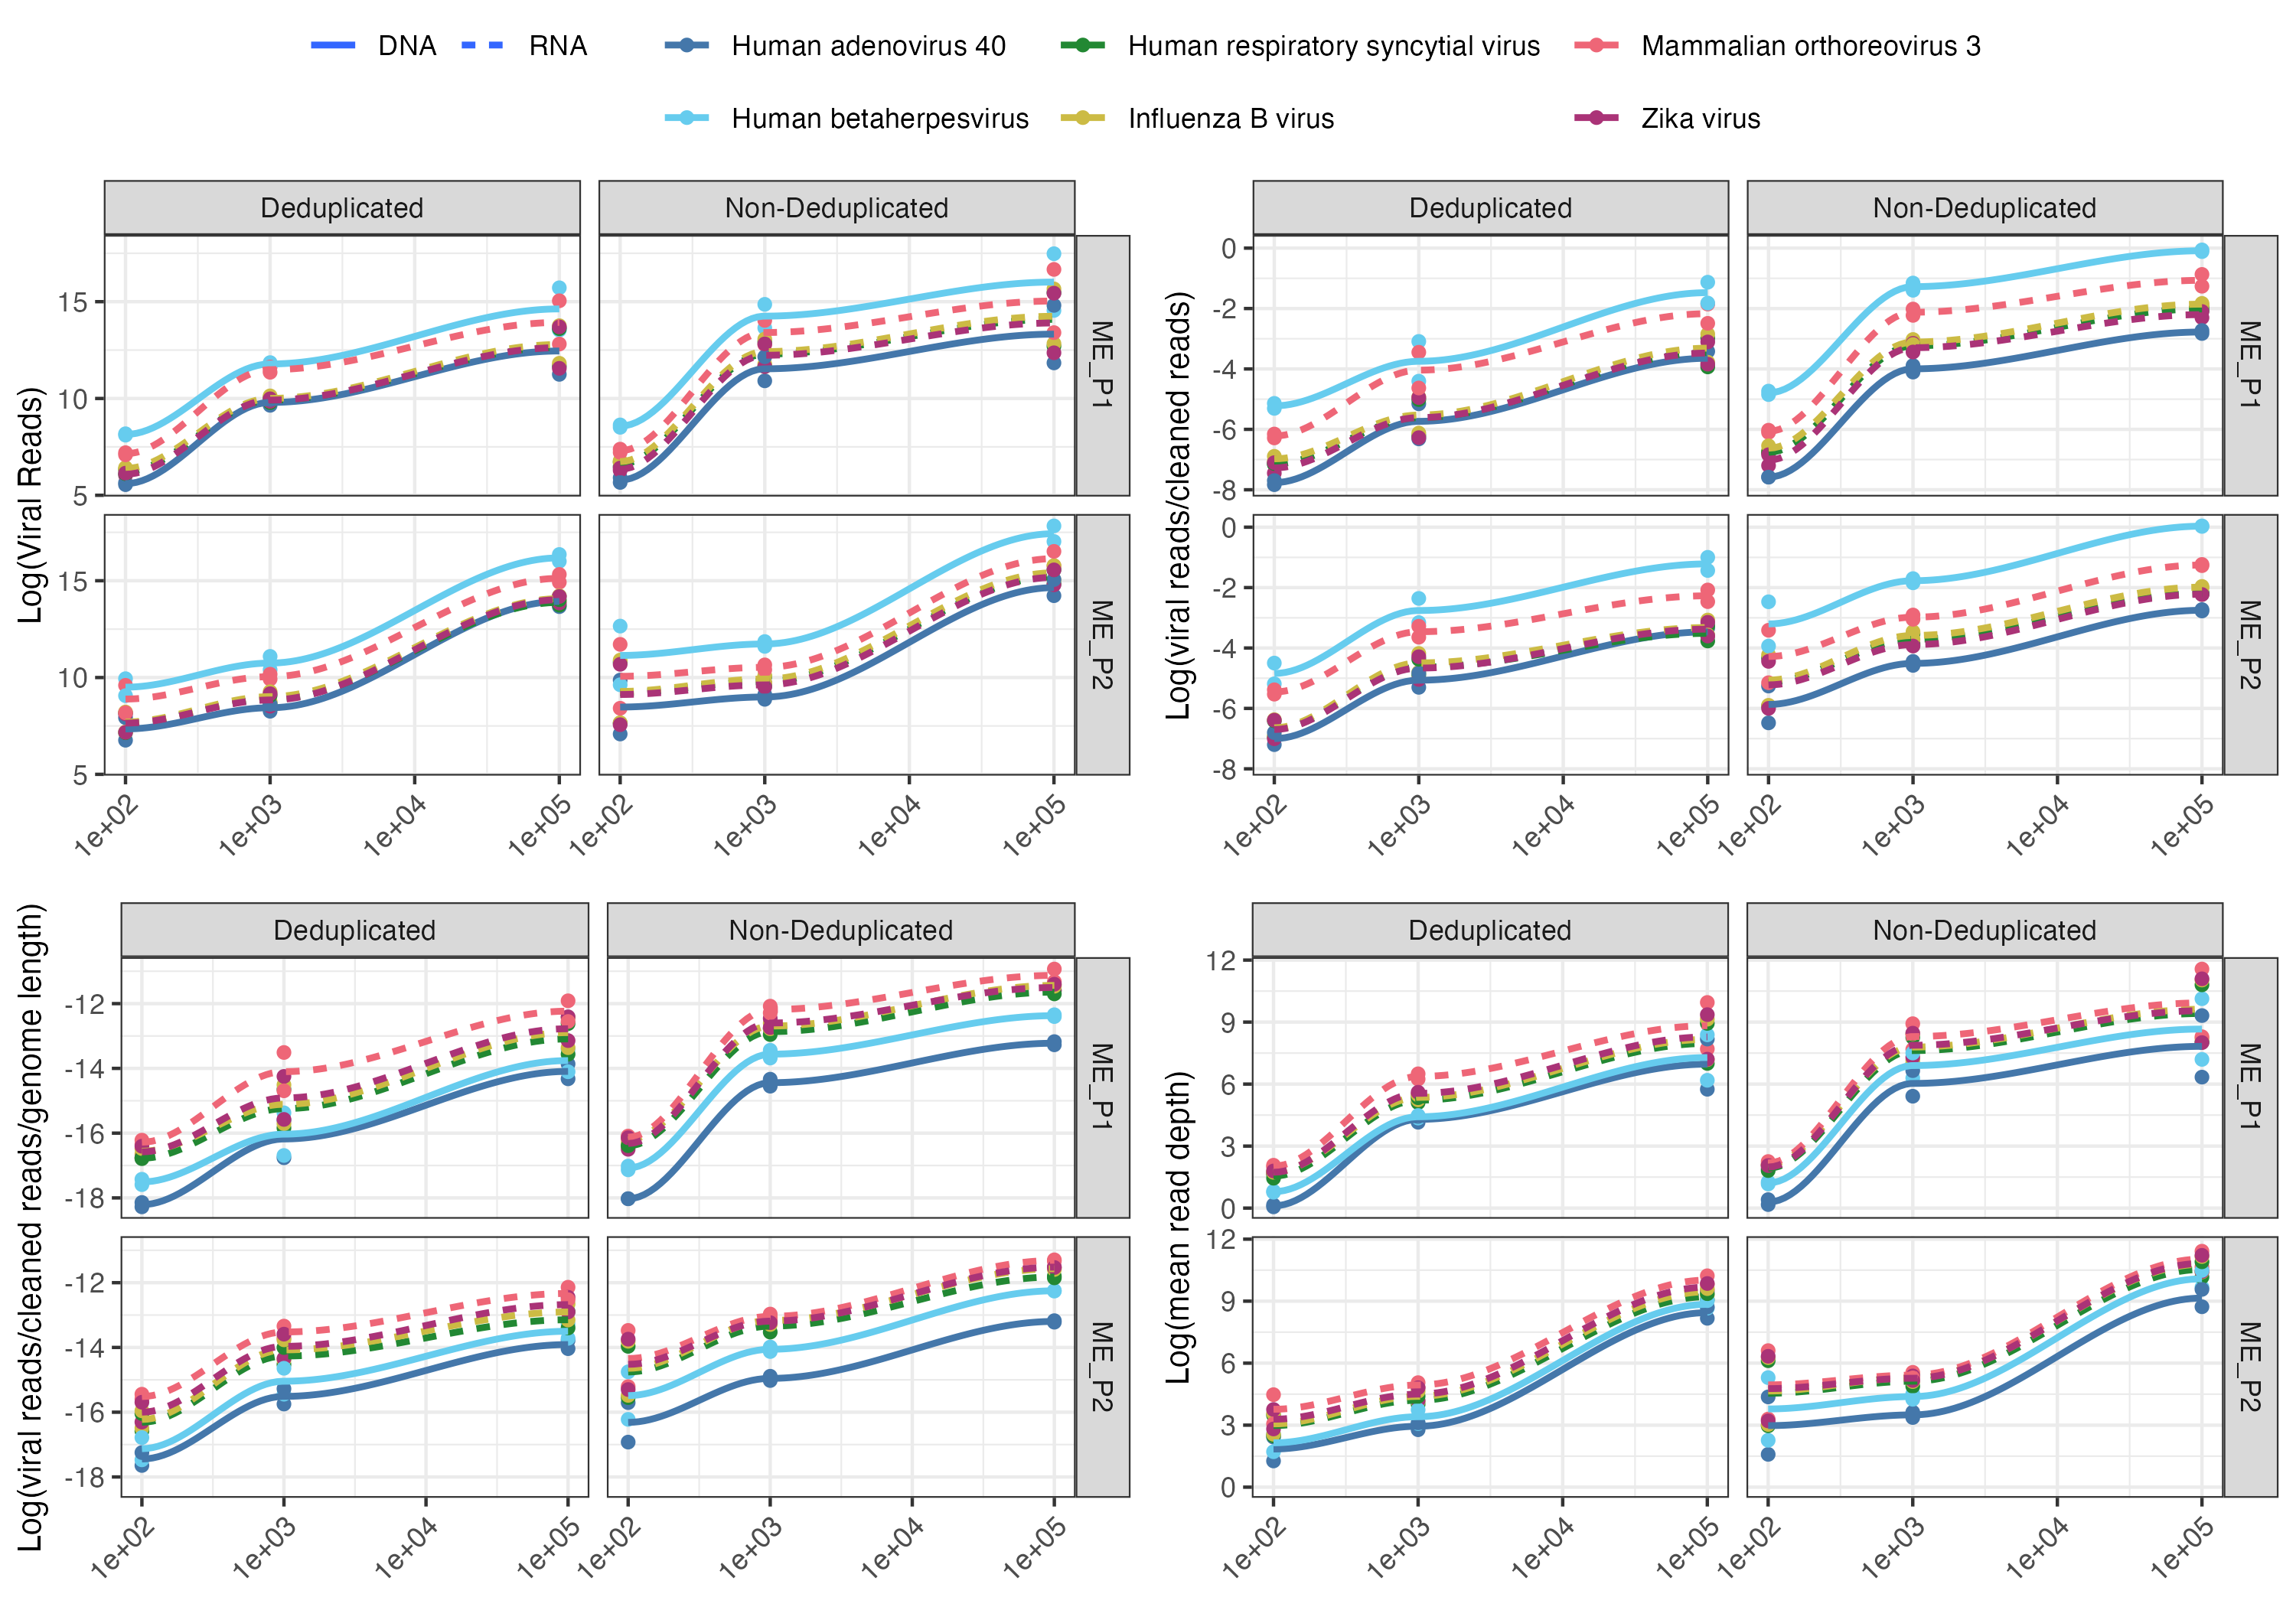 DNA RNA Human adenovirus 40 Human respiratory syncytial virus Mammalian orthoreovirus 3
Human betaherpesvirus Influenza B virus Zika virus
Log(Viral Reads)
Deduplicated Non-Deduplicated
15
10
5
ME_P1
15
10
5
ME_P2
1e+02 1e+03 1e+04 1e+05 1e+02 1e+03 1e+04 1e+05
Log(viral reads/cleaned reads)
Deduplicated Non-Deduplicated
0
-2
-4
-6
-8
ME_P1
0
-2
-4
-6
-8
ME_P2
1e+02 1e+03 1e+04 1e+05 1e+02 1e+03 1e+04 1e+05
Log(viral reads/cleaned reads/genome length)
Deduplicated Non-Deduplicated
-12
-14
-16
-18
ME_P1
-12
-14
-16
-18
ME_P2
1e+02 1e+03 1e+04 1e+05 1e+02 1e+03 1e+04 1e+05
Log(mean read depth)
Deduplicated Non-Deduplicated
12
9
6
3
0
ME_P1
12
9
6
3
0
ME_P2
1e+02 1e+03 1e+04 1e+05 1e+02 1e+03 1e+04 1e+05